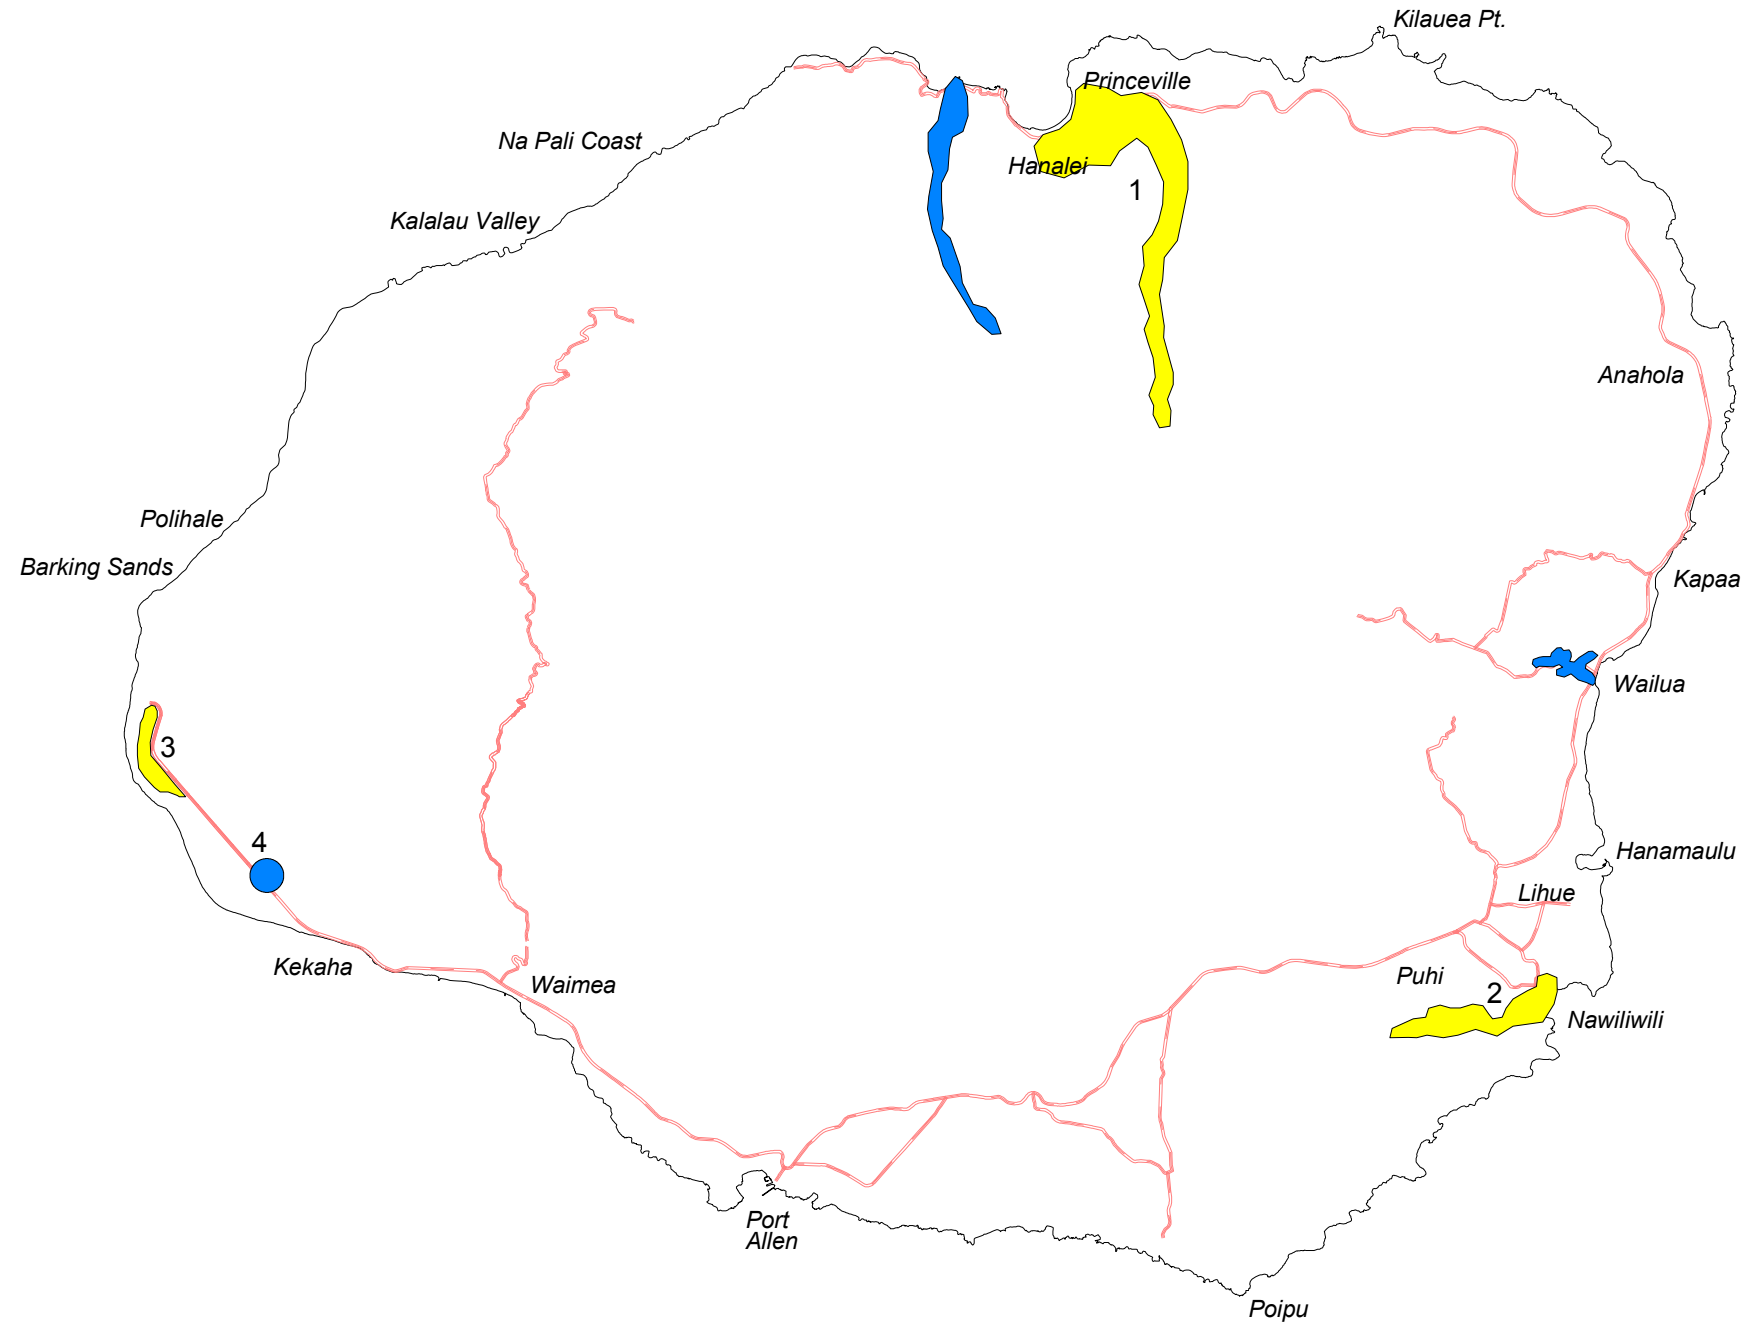 Kilauea Pt.
Princeville
Na Pali Coast
Hanalei
1
Kalalau Valley
Anahola
Polihale
Barking Sands
Kapaa
Wailua
3
4
Hanamaulu
Lihue
Kekaha
Waimea
Puhi
2
Nawiliwili
Port
Allen
Poipu